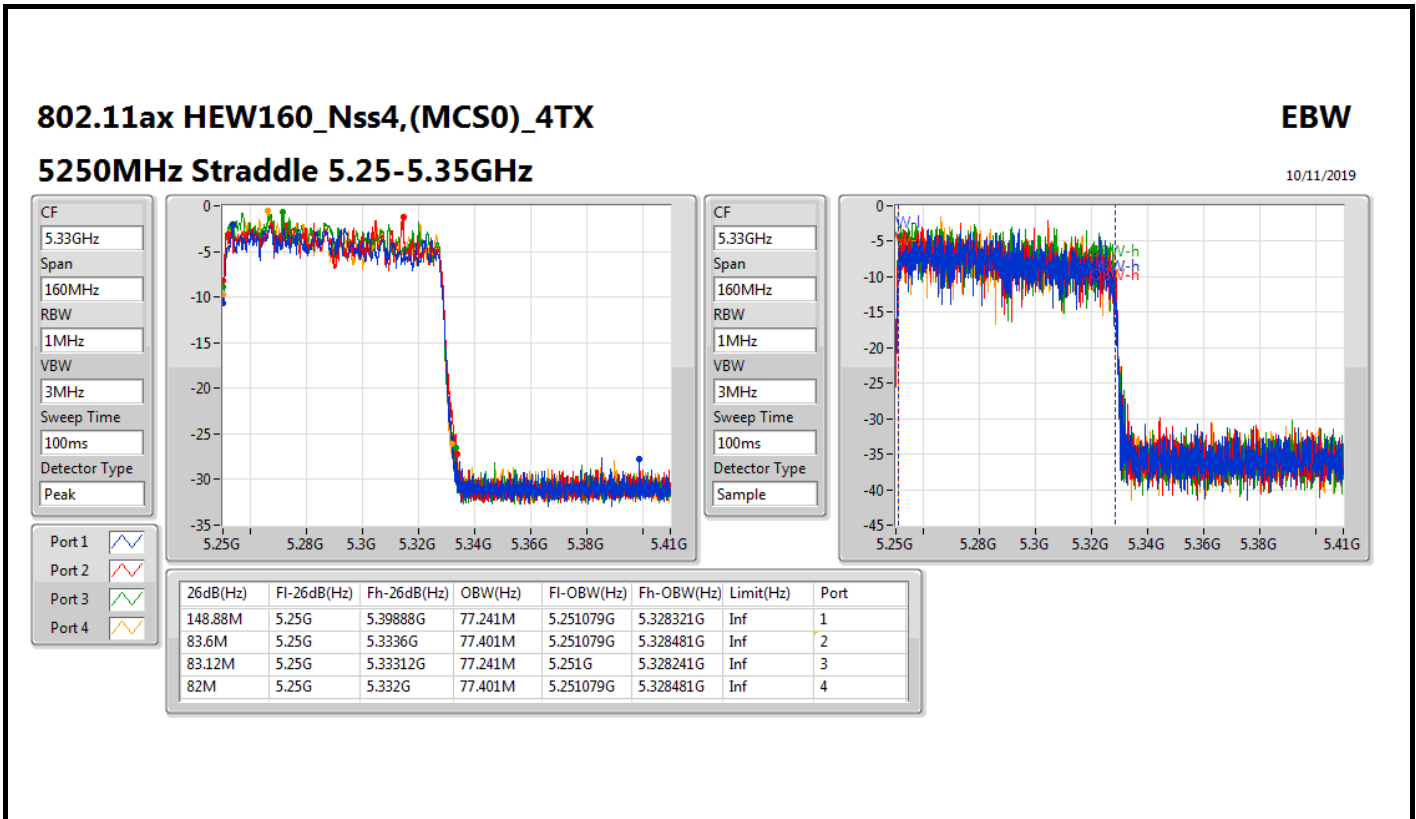 802.11ax HEW160_Nss4,(MCS0)_4TX
EBW
5250MHz Straddle 5.25-5.35GHz
10/11/2019
CF
5.33GHz
Span
160MHz
RBW
1MHz
VBW
3MHz
Sweep Time
100ms
Detector Type
Peak
0
-5
-10
-15
-20
-25
-30
-35
5.25G 5.28G 5.3G 5.32G 5.34G 5.36G 5.38G 5.41G
CF
5.33GHz
Span
160MHz
RBW
1MHz
VBW
3MHz
Sweep Time
100ms
Detector Type
Sample
0
-5
-10
-15
-20
-25
-30
-35
-40
-45
5.25G 5.28G 5.3G 5.32G 5.34G 5.36G 5.38G 5.41G
Port 1
Port 2
Port 3
Port 4
26dB(Hz) Fl-26dB(Hz) Fh-26dB(Hz) OBW(Hz) Fl-OBW(Hz) Fh-OBW(Hz) Limit(Hz) Port
148.88M 5.25G 5.39888G 77.241M 5.251079G 5.328321G Inf 1
83.6M 5.25G 5.3336G 77.401M 5.251079G 5.328481G Inf 2
83.12M 5.25G 5.33312G 77.241M 5.251G 5.328241G Inf 3
82M 5.25G 5.332G 77.401M 5.251079G 5.328481G Inf 4